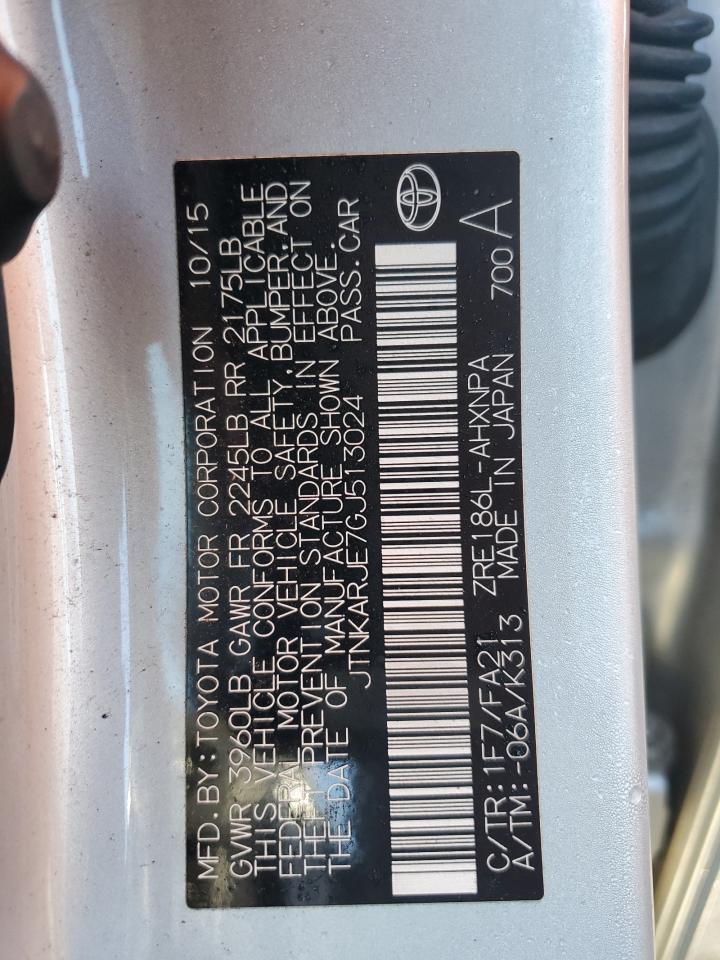 MFD. BY: TOYOTA MOTOR CORPORATION 10/15
GVWR 3960LB GAWR FR 2245LB RR 2175LB
THIS VEHICLE CONFORMS TO ALL APPLICABLE
FEDERAL MOTOR VEHICLE SAFETY, BUMPER, AND
THEFT PREVENTION STANDARDS IN EFFECT ON
THE DATE OF MANUFACTURE SHOWN ABOVE.
JTNKARJE7GJ513024 PASS. CAR
C/TR: 1F7/FA21 ZRE186L-AHXNPA 700 A
A/TM: -06A/K313 MADE IN JAPAN